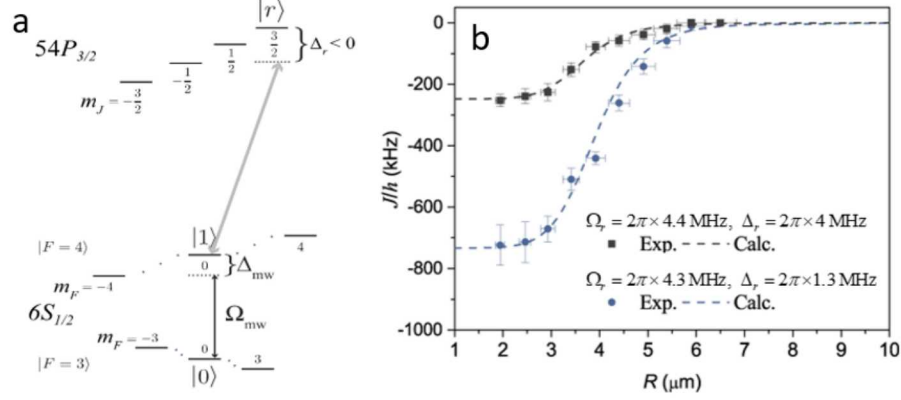 a
|r⟩
54P3/2
3/2
} Δr < 0
1/2
-1/2
mJ = -3/2
|1⟩
|F = 4⟩
4
0
} Δmw
mF = -4
6S1/2
Ωmw
mF = -3
0
3
|F = 3⟩
|0⟩
b
0
-200
-400
-600
-800
-1000
J/h (kHz)
Ωr = 2π× 4.4 MHz, Δr = 2π× 4 MHz
Exp. Calc.
Ωr = 2π× 4.3 MHz, Δr = 2π×1.3 MHz
Exp. Calc.
1 2 3 4 5 6 7 8 9 10
R (μm)